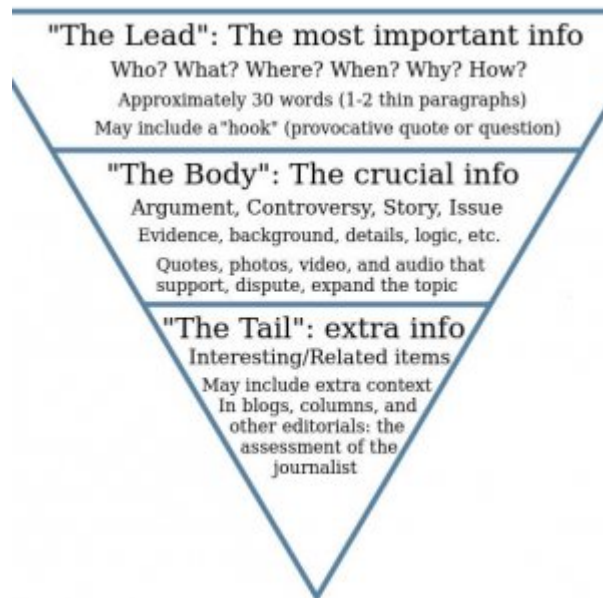 "The Lead": The most important info
Who? What? Where? When? Why? How?
Approximately 30 words (1-2 thin paragraphs)
May include a "hook" (provocative quote or question)
"The Body": The crucial info
Argument, Controversy, Story, Issue
Evidence, background, details, logic, etc.
Quotes, photos, video, and audio that
support, dispute, expand the topic
"The Tail": extra info
Interesting/Related items
May include extra context
In blogs, columns, and
other editorials: the
assessment of the
journalist